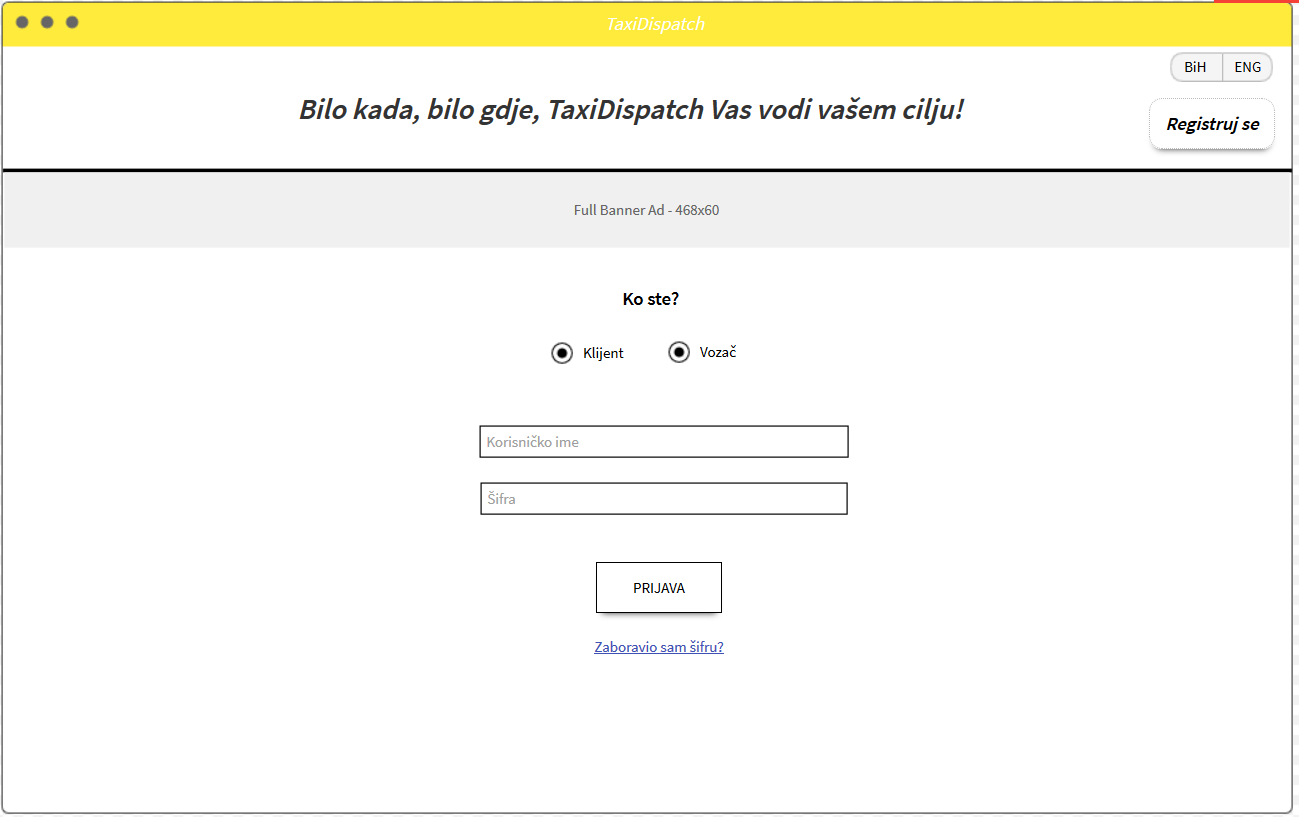 TaxiDispatch
BiH ENG
Bilo kada, bilo gdje, TaxiDispatch Vas vodi vašem cilju!
Registruj se
Full Banner Ad - 468x60
Ko ste?
Klijent Vozač
Korisničko ime
Šifra
PRIJAVA
Zaboravio sam šifru?